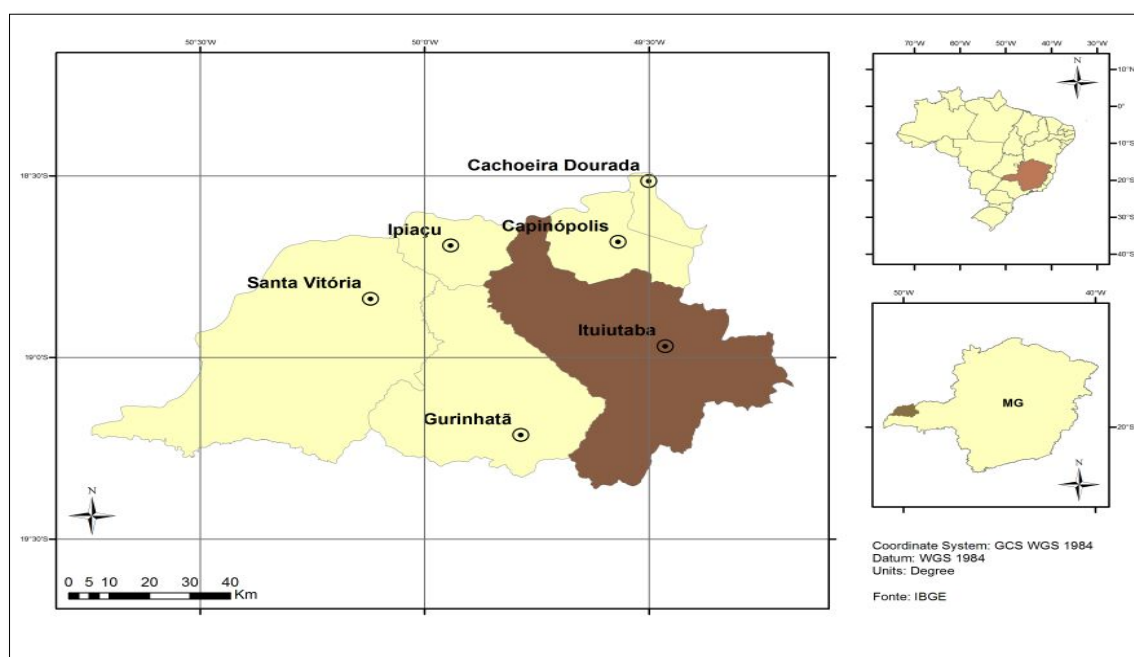 50°30'W 50°0'W 49°30'W
18°30'S
19°0'S
19°30'S
Cachoeira Dourada
Capinópolis
Ipiaçu
Santa Vitória
Ituiutaba
Gurinhatã
N
0 5 10 20 30 40
Km
70°W 60°W 50°W 40°W 30°W
N
10°N
0°
10°S
20°S
30°S
40°S
50°W 40°W
MG
20°S
N
Coordinate System: GCS WGS 1984
Datum: WGS 1984
Units: Degree
Fonte: IBGE